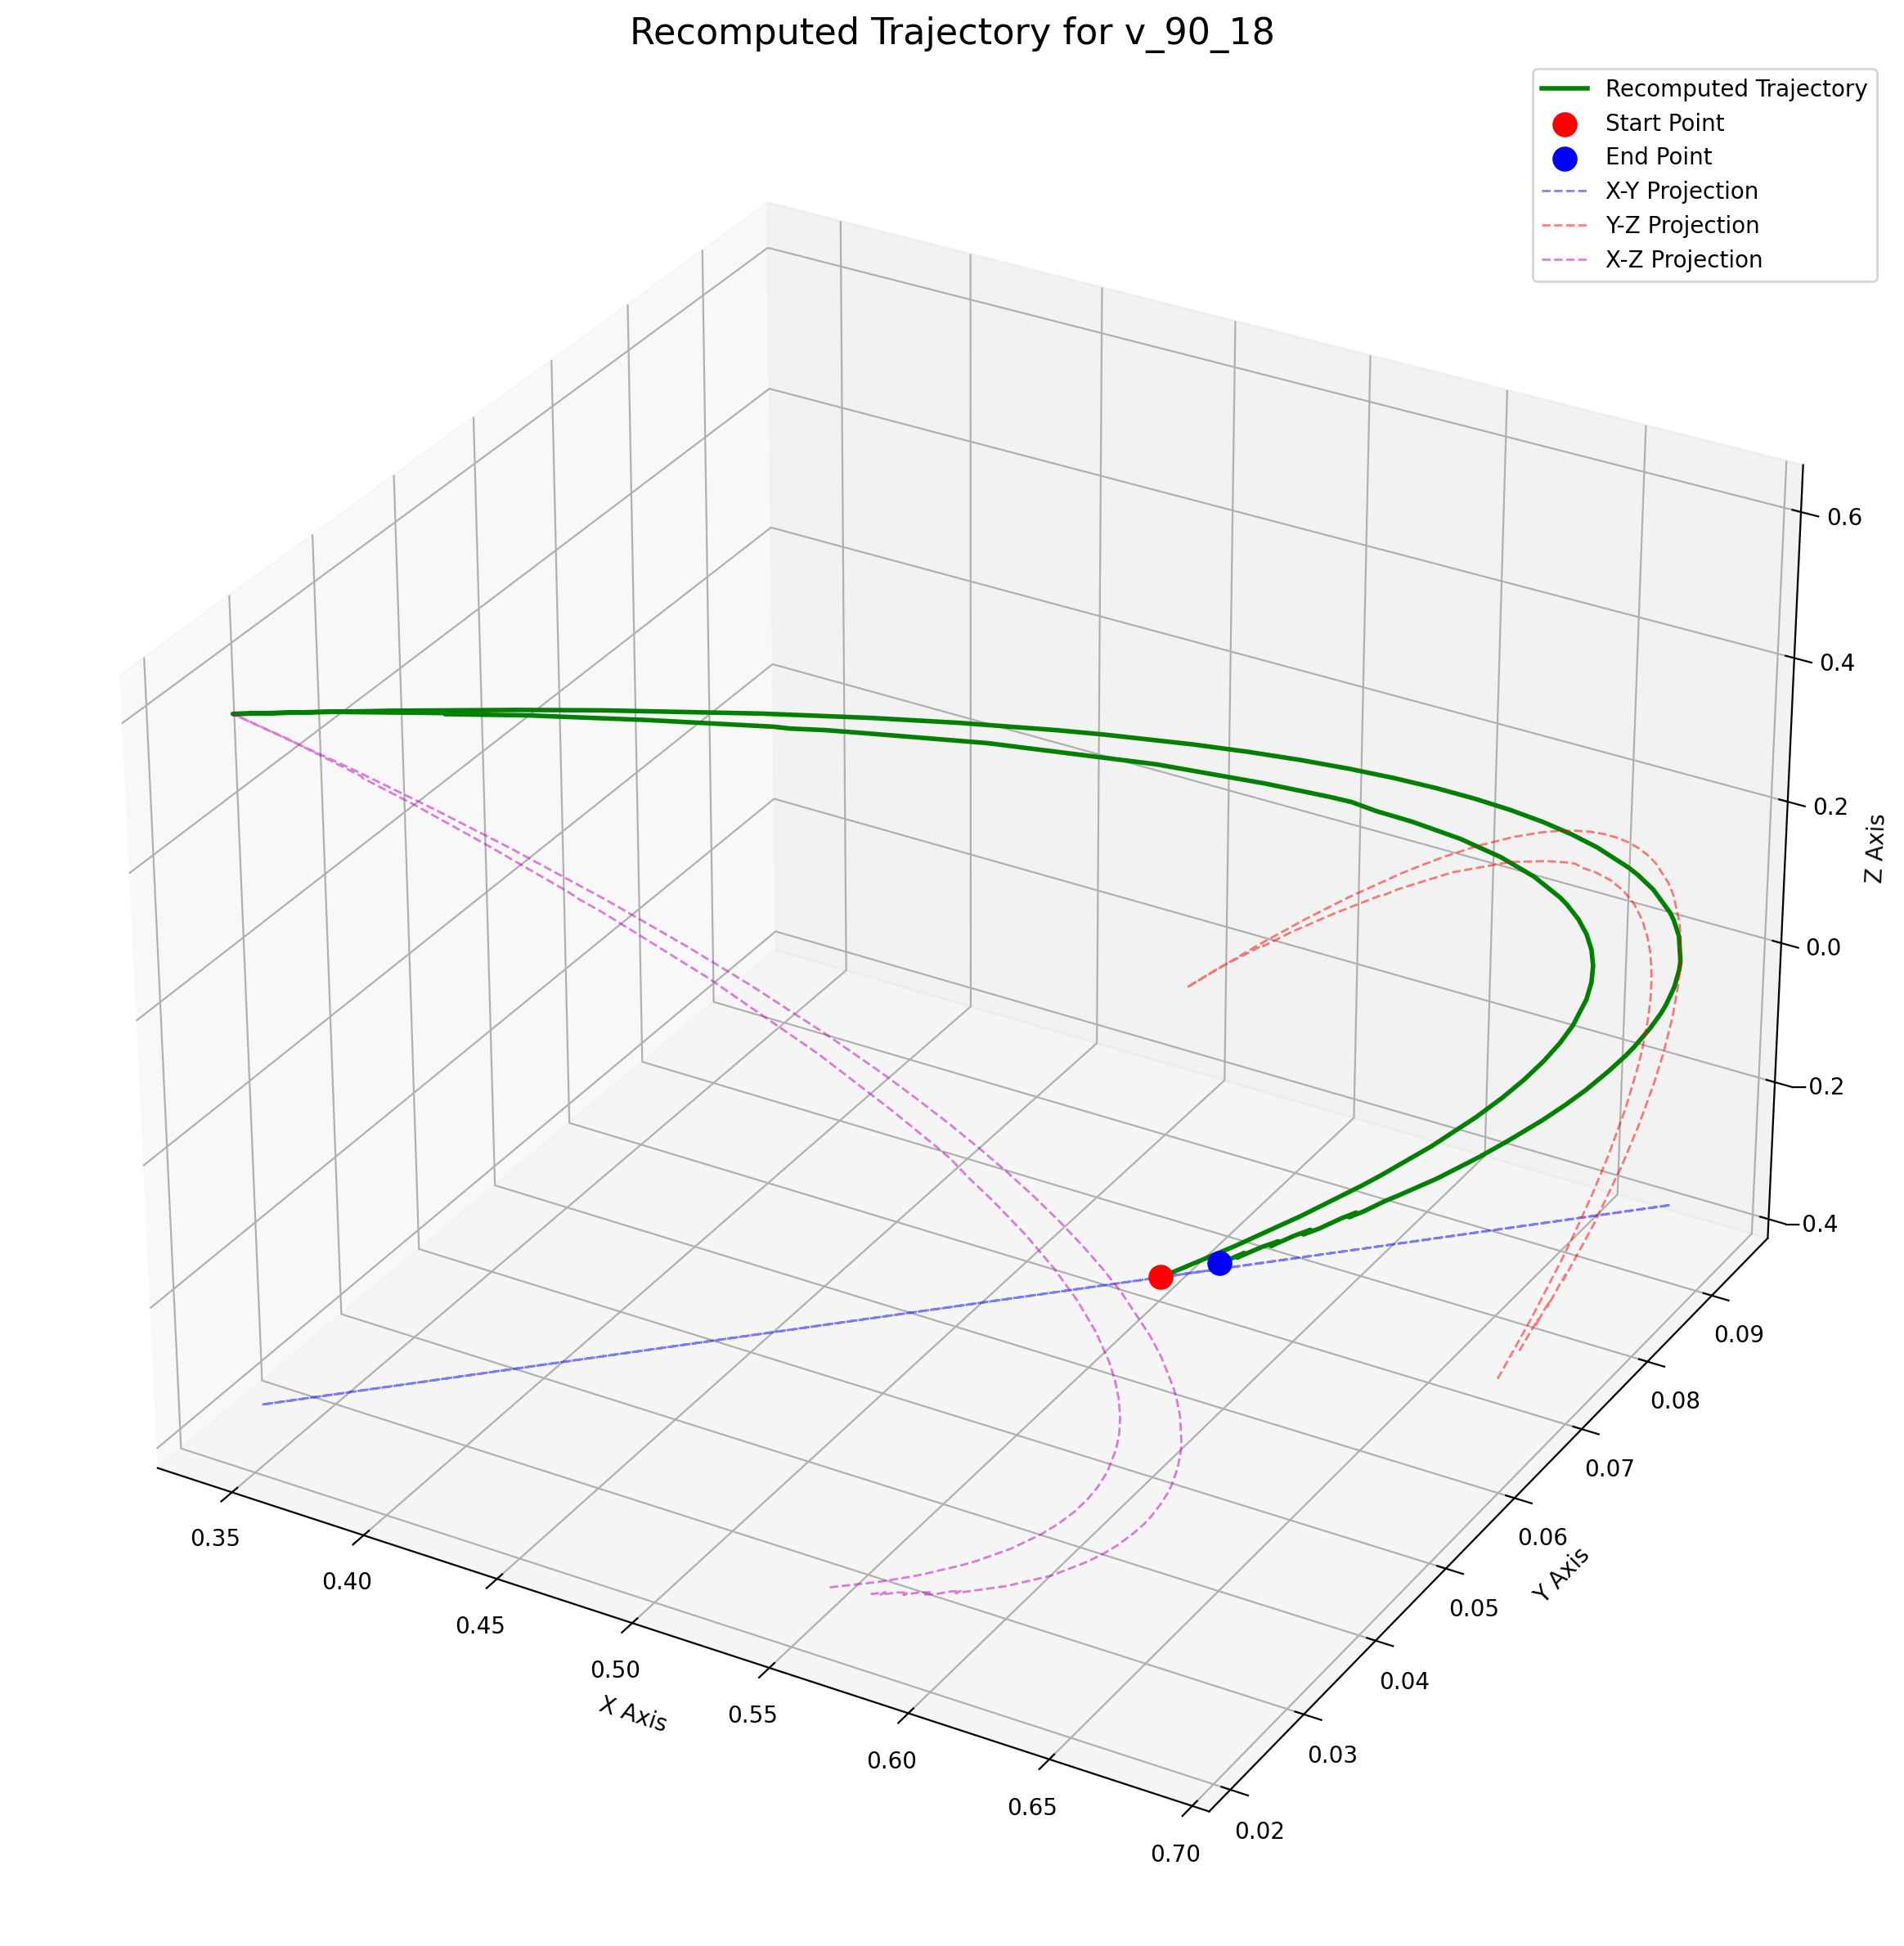 Recomputed Trajectory for v_90_18
Recomputed Trajectory
Start Point
End Point
X-Y Projection
Y-Z Projection
X-Z Projection
0.6
0.4
0.2
Z Axis
0.0
−0.2
−0.4
0.09
0.08
0.07
0.06
Y Axis
0.05
0.04
0.03
0.02
0.35
0.40
0.45
0.50
X Axis
0.55
0.60
0.65
0.70